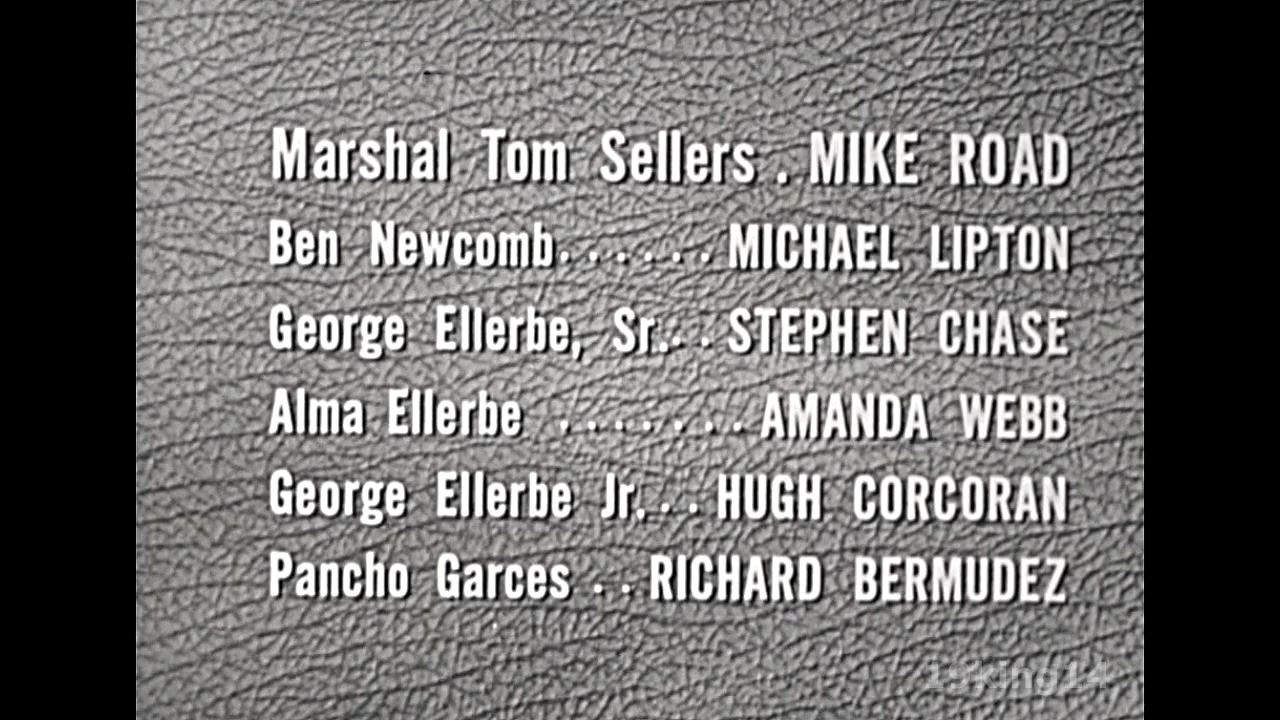 Marshal Tom Sellers . MIKE ROAD
Ben Newcomb. . . . . . MICHAEL LIPTON
George Ellerbe, Sr. . . STEPHEN CHASE
Alma Ellerbe . . . . . . . AMANDA WEBB
George Ellerbe Jr. . . HUGH CORCORAN
Pancho Garces . . RICHARD BERMUDEZ
19king14